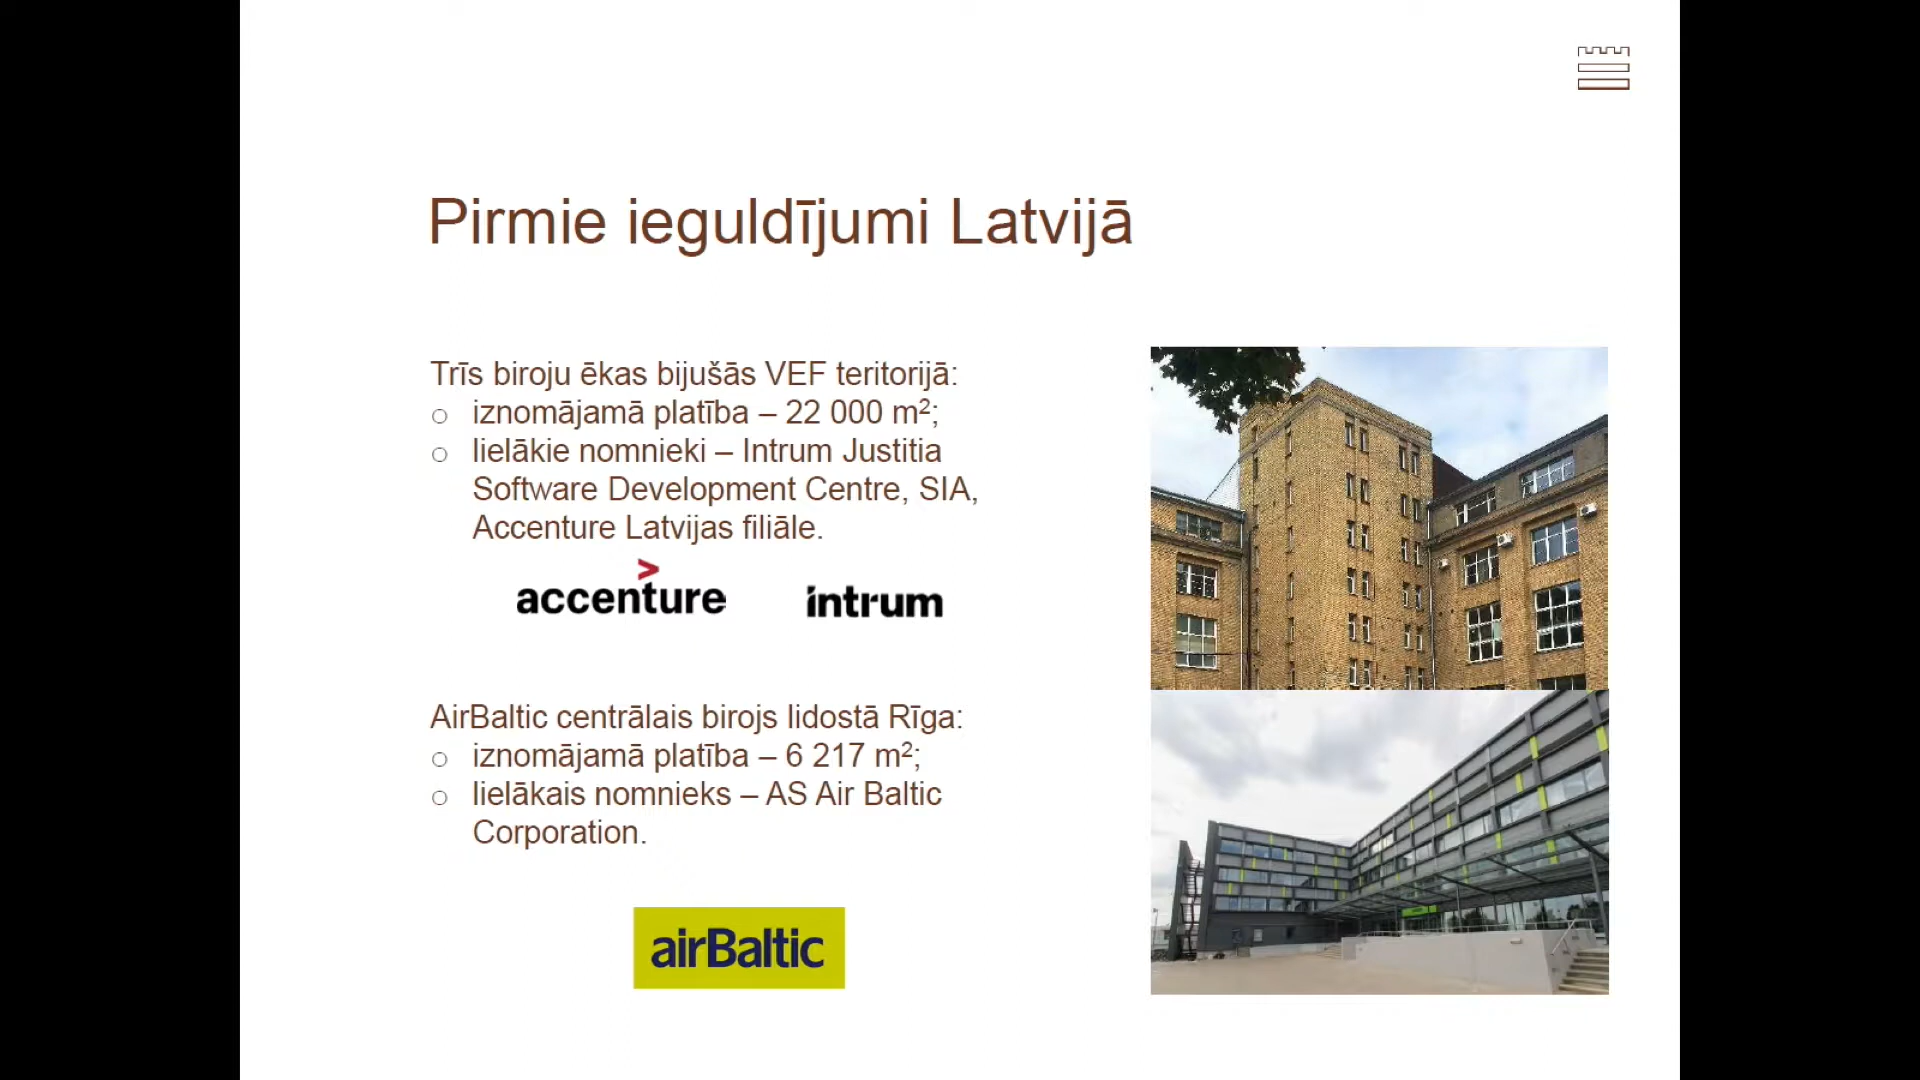 Pirmie ieguldījumi Latvijā
Trīs biroju ēkas bijušās VEF teritorijā:
○ iznomājamā platība – 22 000 m²;
○ lielākie nomnieki – Intrum Justitia
Software Development Centre, SIA,
Accenture Latvijas filiāle.
accenture
intrum
AirBaltic centrālais birojs lidostā Rīga:
○ iznomājamā platība – 6 217 m²;
○ lielākais nomnieks – AS Air Baltic
Corporation.
airBaltic